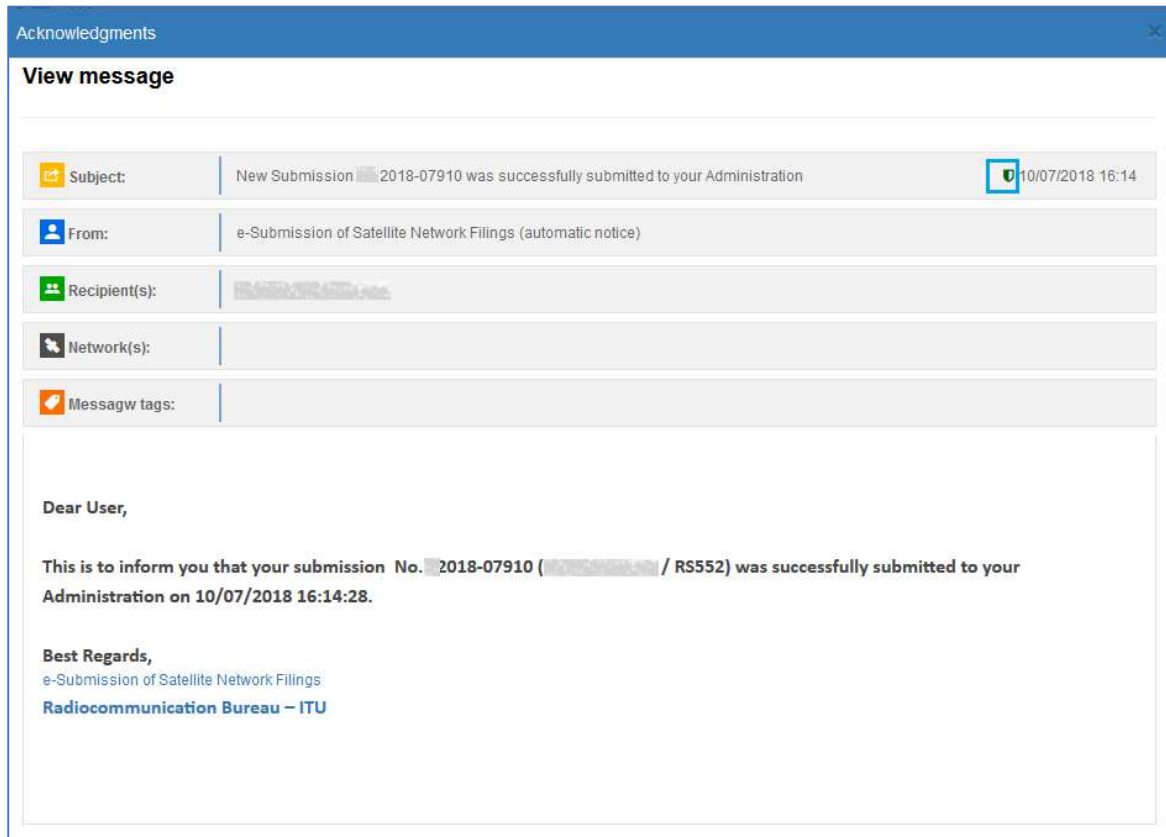 Acknowledgments
View message
Subject: New Submission 2018-07910 was successfully submitted to your Administration 10/07/2018 16:14
From: e-Submission of Satellite Network Filings (automatic notice)
Recipient(s):
Network(s):
Messagw tags:
Dear User,
This is to inform you that your submission No. 2018-07910 ( / RS552) was successfully submitted to your
Administration on 10/07/2018 16:14:28.
Best Regards,
e-Submission of Satellite Network Filings
Radiocommunication Bureau – ITU